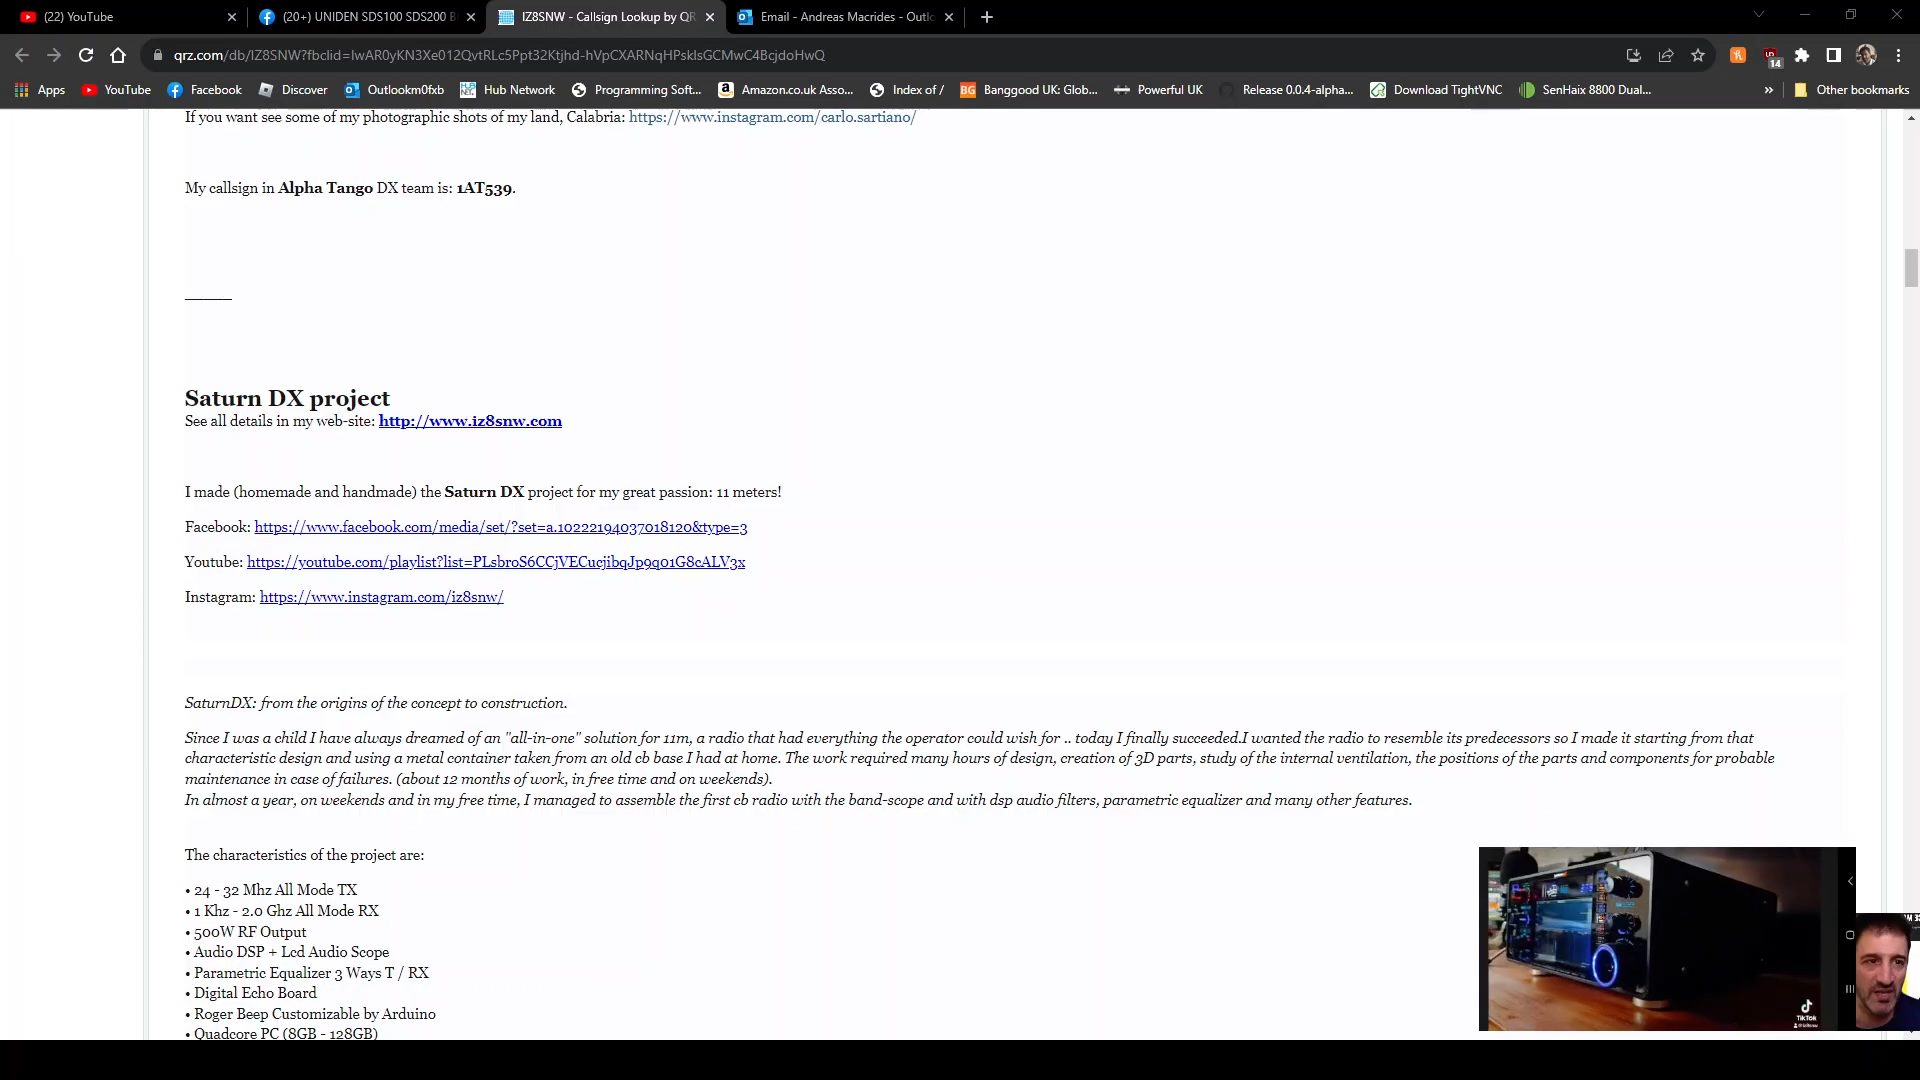 (22) YouTube
(20+) UNIDEN SDS100 SDS200 B
IZ8SNW - Callsign Lookup by QR
Email - Andreas Macrides - Outlo
qrz.com/db/IZ8SNW?fbclid=IwAR0yKN3Xe012QvtRLc5Ppt32Ktjhd-hVpCXARNqHPsklsGCMwC4BcjdoHwQ
14
Apps
YouTube
Facebook
Discover
Outlookm0fxb
Hub Network
Programming Soft...
Amazon.co.uk Asso...
Index of /
BG
Banggood UK: Glob...
Powerful UK
Release 0.0.4-alpha...
Download TightVNC
SenHaix 8800 Dual...
»
Other bookmarks
If you want see some of my photographic shots of my land, Calabria: https://www.instagram.com/carlo.sartiano/
My callsign in Alpha Tango DX team is: 1AT539.
______
Saturn DX project
See all details in my web-site: http://www.iz8snw.com
I made (homemade and handmade) the Saturn DX project for my great passion: 11 meters!
Facebook: https://www.facebook.com/media/set/?set=a.10222194037018120&type=3
Youtube: https://youtube.com/playlist?list=PLsbroS6CCjVECucjibqJp9q01G8cALV3x
Instagram: https://www.instagram.com/iz8snw/
SaturnDX: from the origins of the concept to construction.
Since I was a child I have always dreamed of an "all-in-one" solution for 11m, a radio that had everything the operator could wish for .. today I finally succeeded.I wanted the radio to resemble its predecessors so I made it starting from that
characteristic design and using a metal container taken from an old cb base I had at home. The work required many hours of design, creation of 3D parts, study of the internal ventilation, the positions of the parts and components for probable
maintenance in case of failures. (about 12 months of work, in free time and on weekends).
In almost a year, on weekends and in my free time, I managed to assemble the first cb radio with the band-scope and with dsp audio filters, parametric equalizer and many other features.
The characteristics of the project are:
• 24 - 32 Mhz All Mode TX
• 1 Khz - 2.0 Ghz All Mode RX
• 500W RF Output
• Audio DSP + Lcd Audio Scope
• Parametric Equalizer 3 Ways T / RX
• Digital Echo Board
• Roger Beep Customizable by Arduino
• Quadcore PC (8GB - 128GB)
TikTok